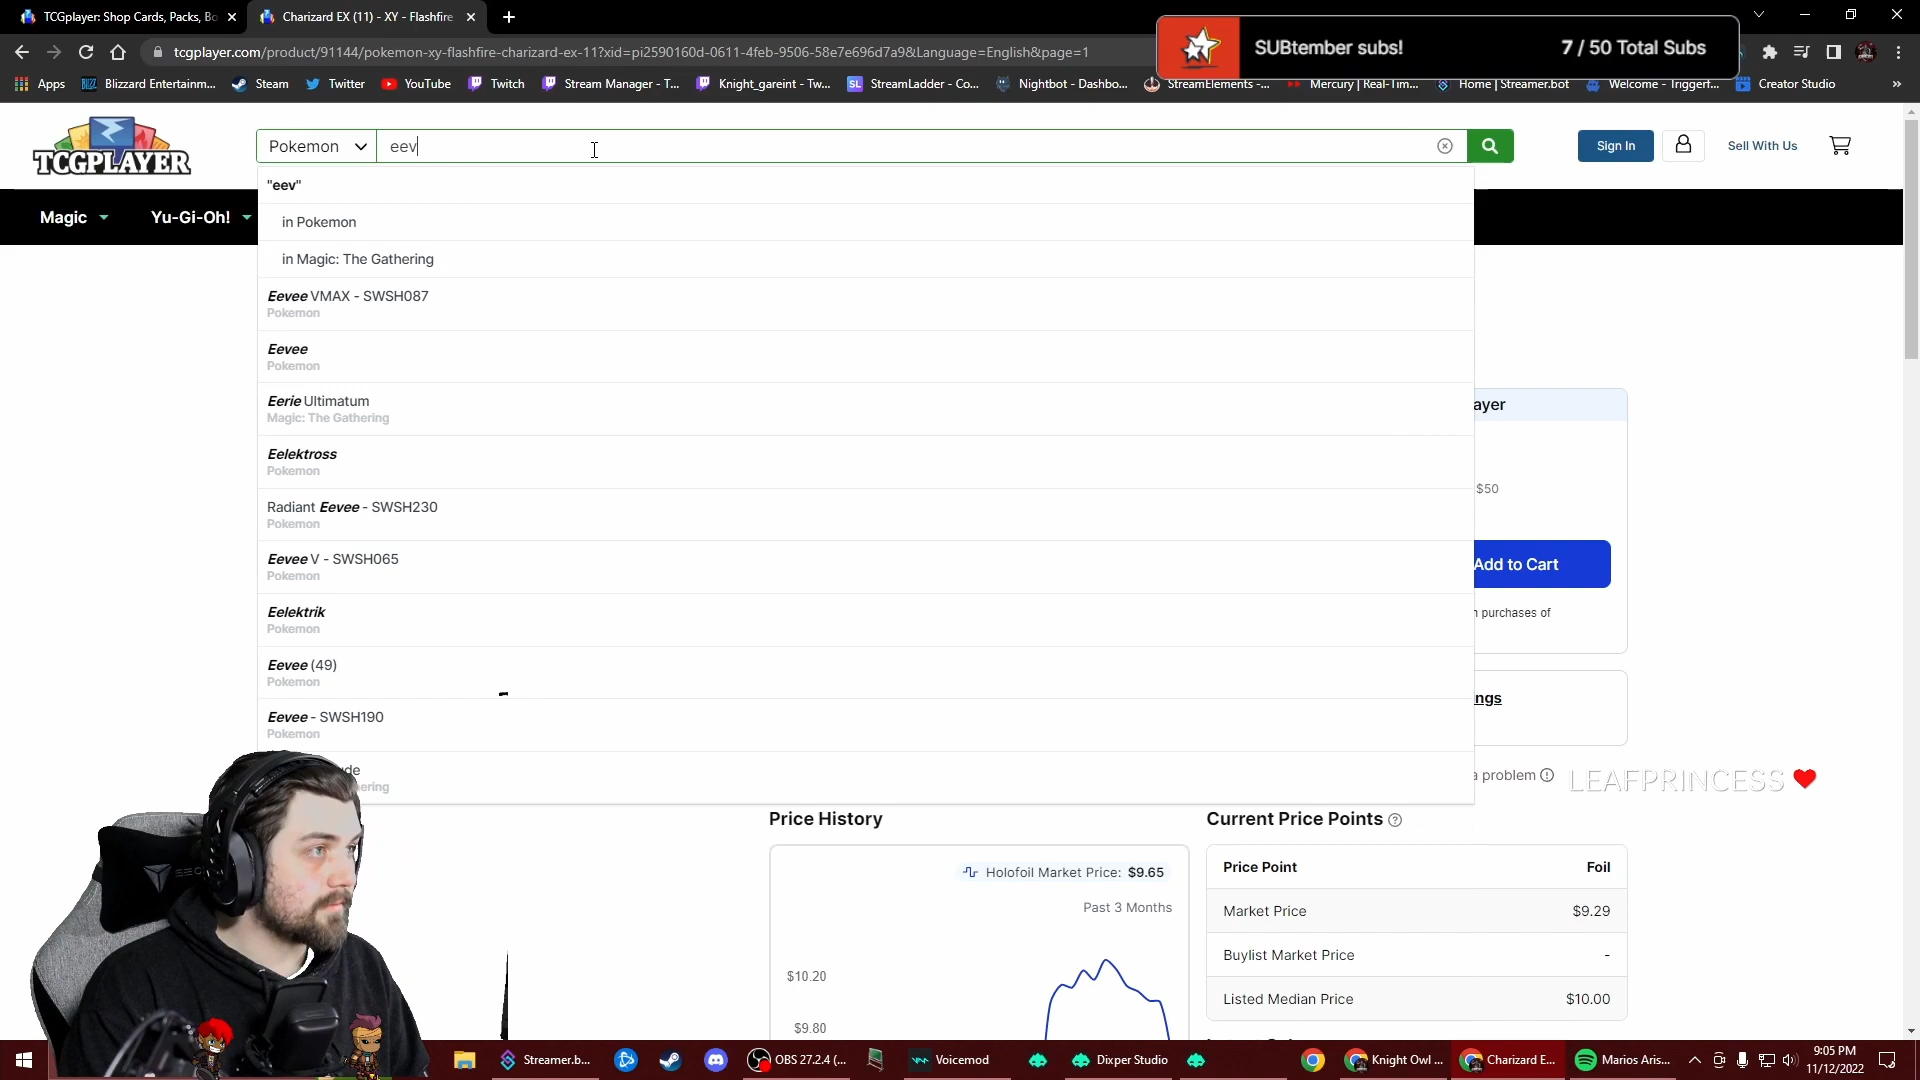 TCGplayer: Shop Cards, Packs, Bo
Charizard EX (11) - XY - Flashfire
tcgplayer.com/product/91144/pokemon-xy-flashfire-charizard-ex-11?xid=pi2590160d-0611-4feb-9506-58e7e696d7a9&Language=English&page=1
SUBtember subs! 7 / 50 Total Subs
Apps Blizzard Entertainm... Steam Twitter YouTube Twitch Stream Manager - T... Knight_gareint - Tw... StreamLadder - Co... Nightbot - Dashbo... StreamElements -... Mercury | Real-Tim... Home | Streamer.bot Welcome - Triggerf... Creator Studio »
TCGPLAYER
Pokemon eev
Sign In Sell With Us
Magic Yu-Gi-Oh!
"eev"
in Pokemon
in Magic: The Gathering
Eevee VMAX - SWSH087
Pokemon
Eevee
Pokemon
Eerie Ultimatum
Magic: The Gathering
ayer
Eelektross
Pokemon
$50
Radiant Eevee - SWSH230
Pokemon
Eevee V - SWSH065
Pokemon
Add to Cart
Eelektrik
Pokemon
n purchases of
Eevee (49)
Pokemon
ngs
Eevee - SWSH190
Pokemon
de
ering
a problem
LEAFPRINCESS
Price History
Holofoil Market Price: $9.65
Past 3 Months
$10.20
$9.80
Current Price Points
Price Point Foil
Market Price $9.29
Buylist Market Price -
Listed Median Price $10.00
Streamer.b... OBS 27.2.4 (... Voicemod Dixper Studio Knight Owl ... Charizard E... Marios Aris...
9:05 PM
11/12/2022